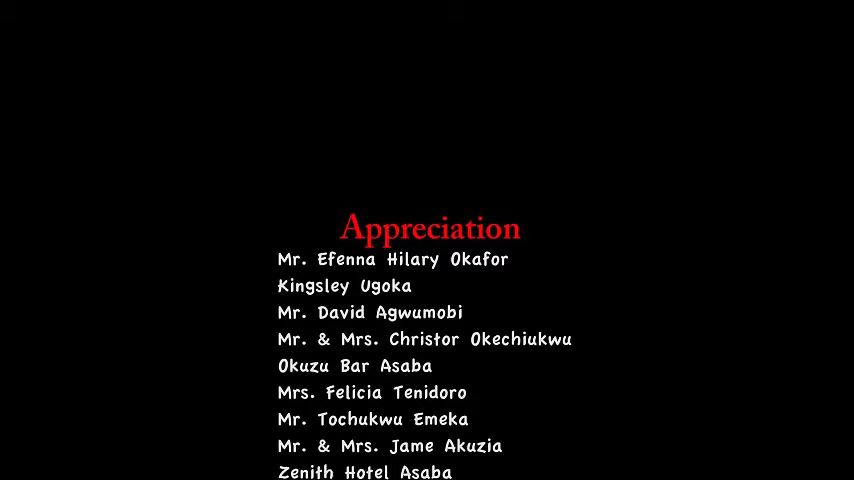 Appreciation
Mr. Efenna Hilary Okafor
Kingsley Ugoka
Mr. David Agwumobi
Mr. & Mrs. Christor Okechiukwu
Okuzu Bar Asaba
Mrs. Felicia Tenidoro
Mr. Tochukwu Emeka
Mr. & Mrs. Jame Akuzia
Zenith Hotel Asaba